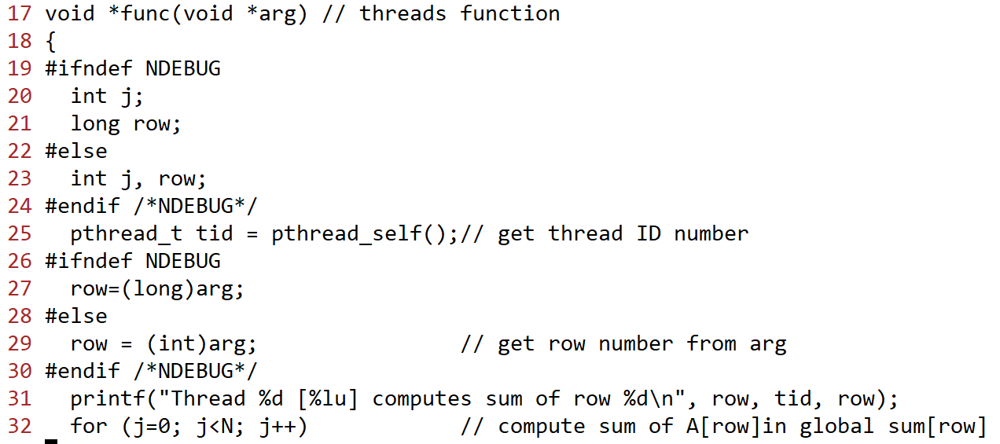 17 void *func(void *arg) // threads function
18 {
19 #ifndef NDEBUG
20   int j;
21   long row;
22 #else
23   int j, row;
24 #endif /*NDEBUG*/
25   pthread_t tid = pthread_self();// get thread ID number
26 #ifndef NDEBUG
27   row=(long)arg;
28 #else
29   row = (int)arg;                // get row number from arg
30 #endif /*NDEBUG*/
31   printf("Thread %d [%lu] computes sum of row %d\n", row, tid, row);
32   for (j=0; j<N; j++)            // compute sum of A[row]in global sum[row]